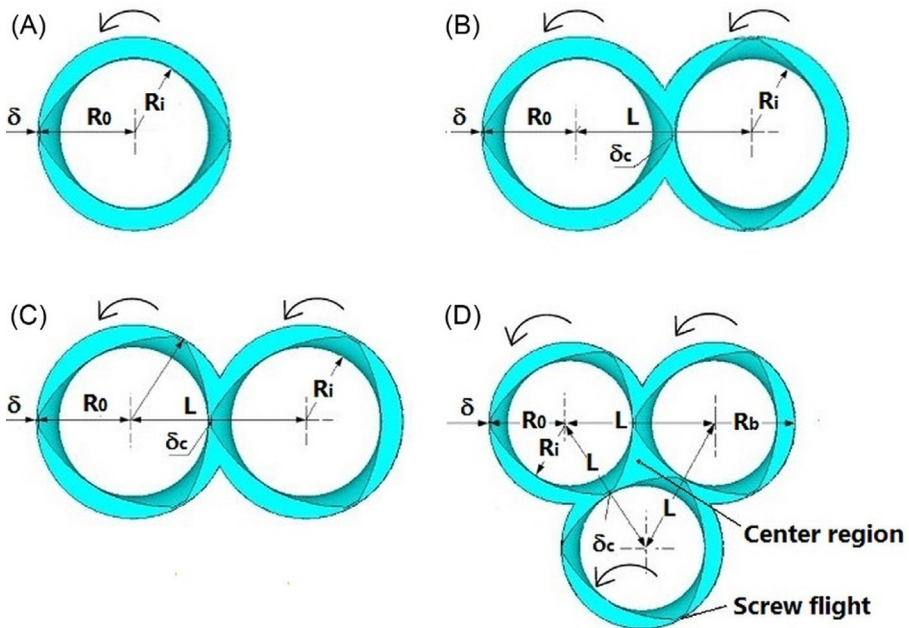 (A)
δ
R0
Ri
(B)
δ
R0
L
Ri
δc
(C)
δ
R0
L
Ri
δc
(D)
δ
R0
L
Rb
Ri
L
L
δc
Center region
Screw flight